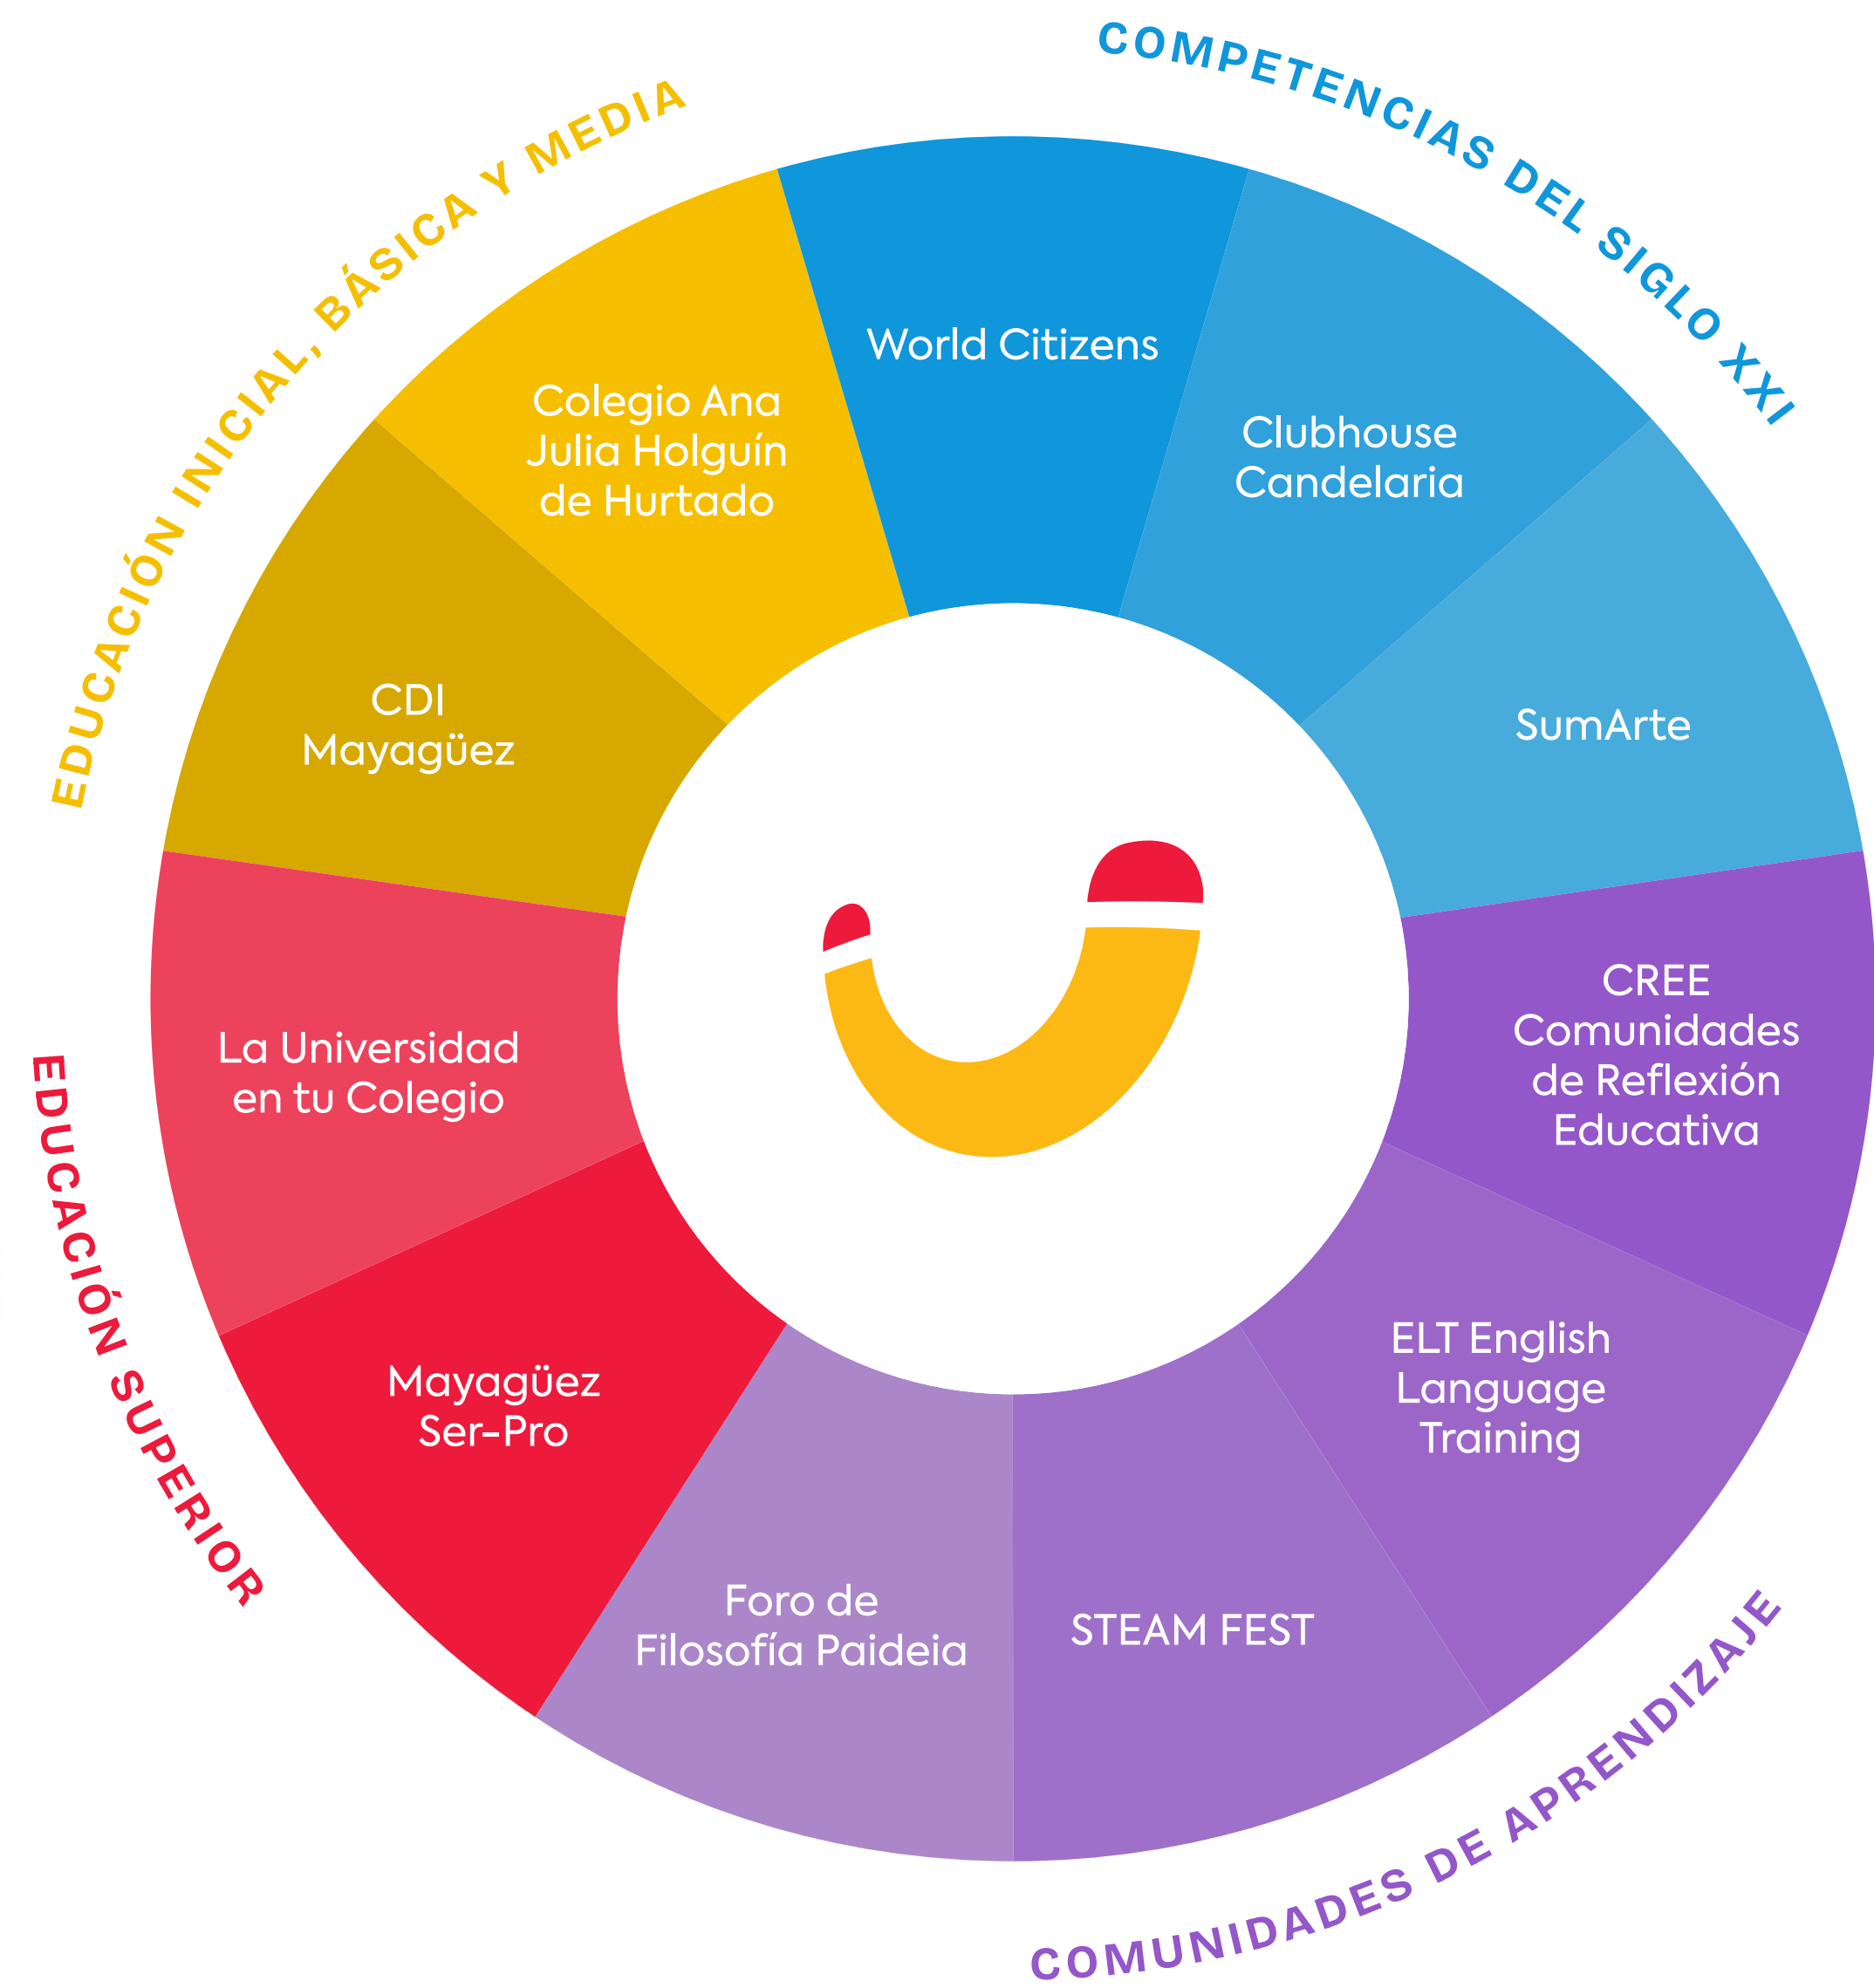 COMPETENCIAS DEL SIGLO XXI
World Citizens
Clubhouse
Candelaria
SumArte
COMUNIDADES DE APRENDIZAJE
CREE
Comunidades
de Reflexión
Educativa
ELT English
Language
Training
STEAM FEST
Foro de
Filosofía Paideia
EDUCACIÓN SUPERIOR
Mayagüez
Ser-Pro
La Universidad
en tu Colegio
EDUCACIÓN INICIAL, BÁSICA Y MEDIA
CDI
Mayagüez
Colegio Ana
Julia Holguín
de Hurtado